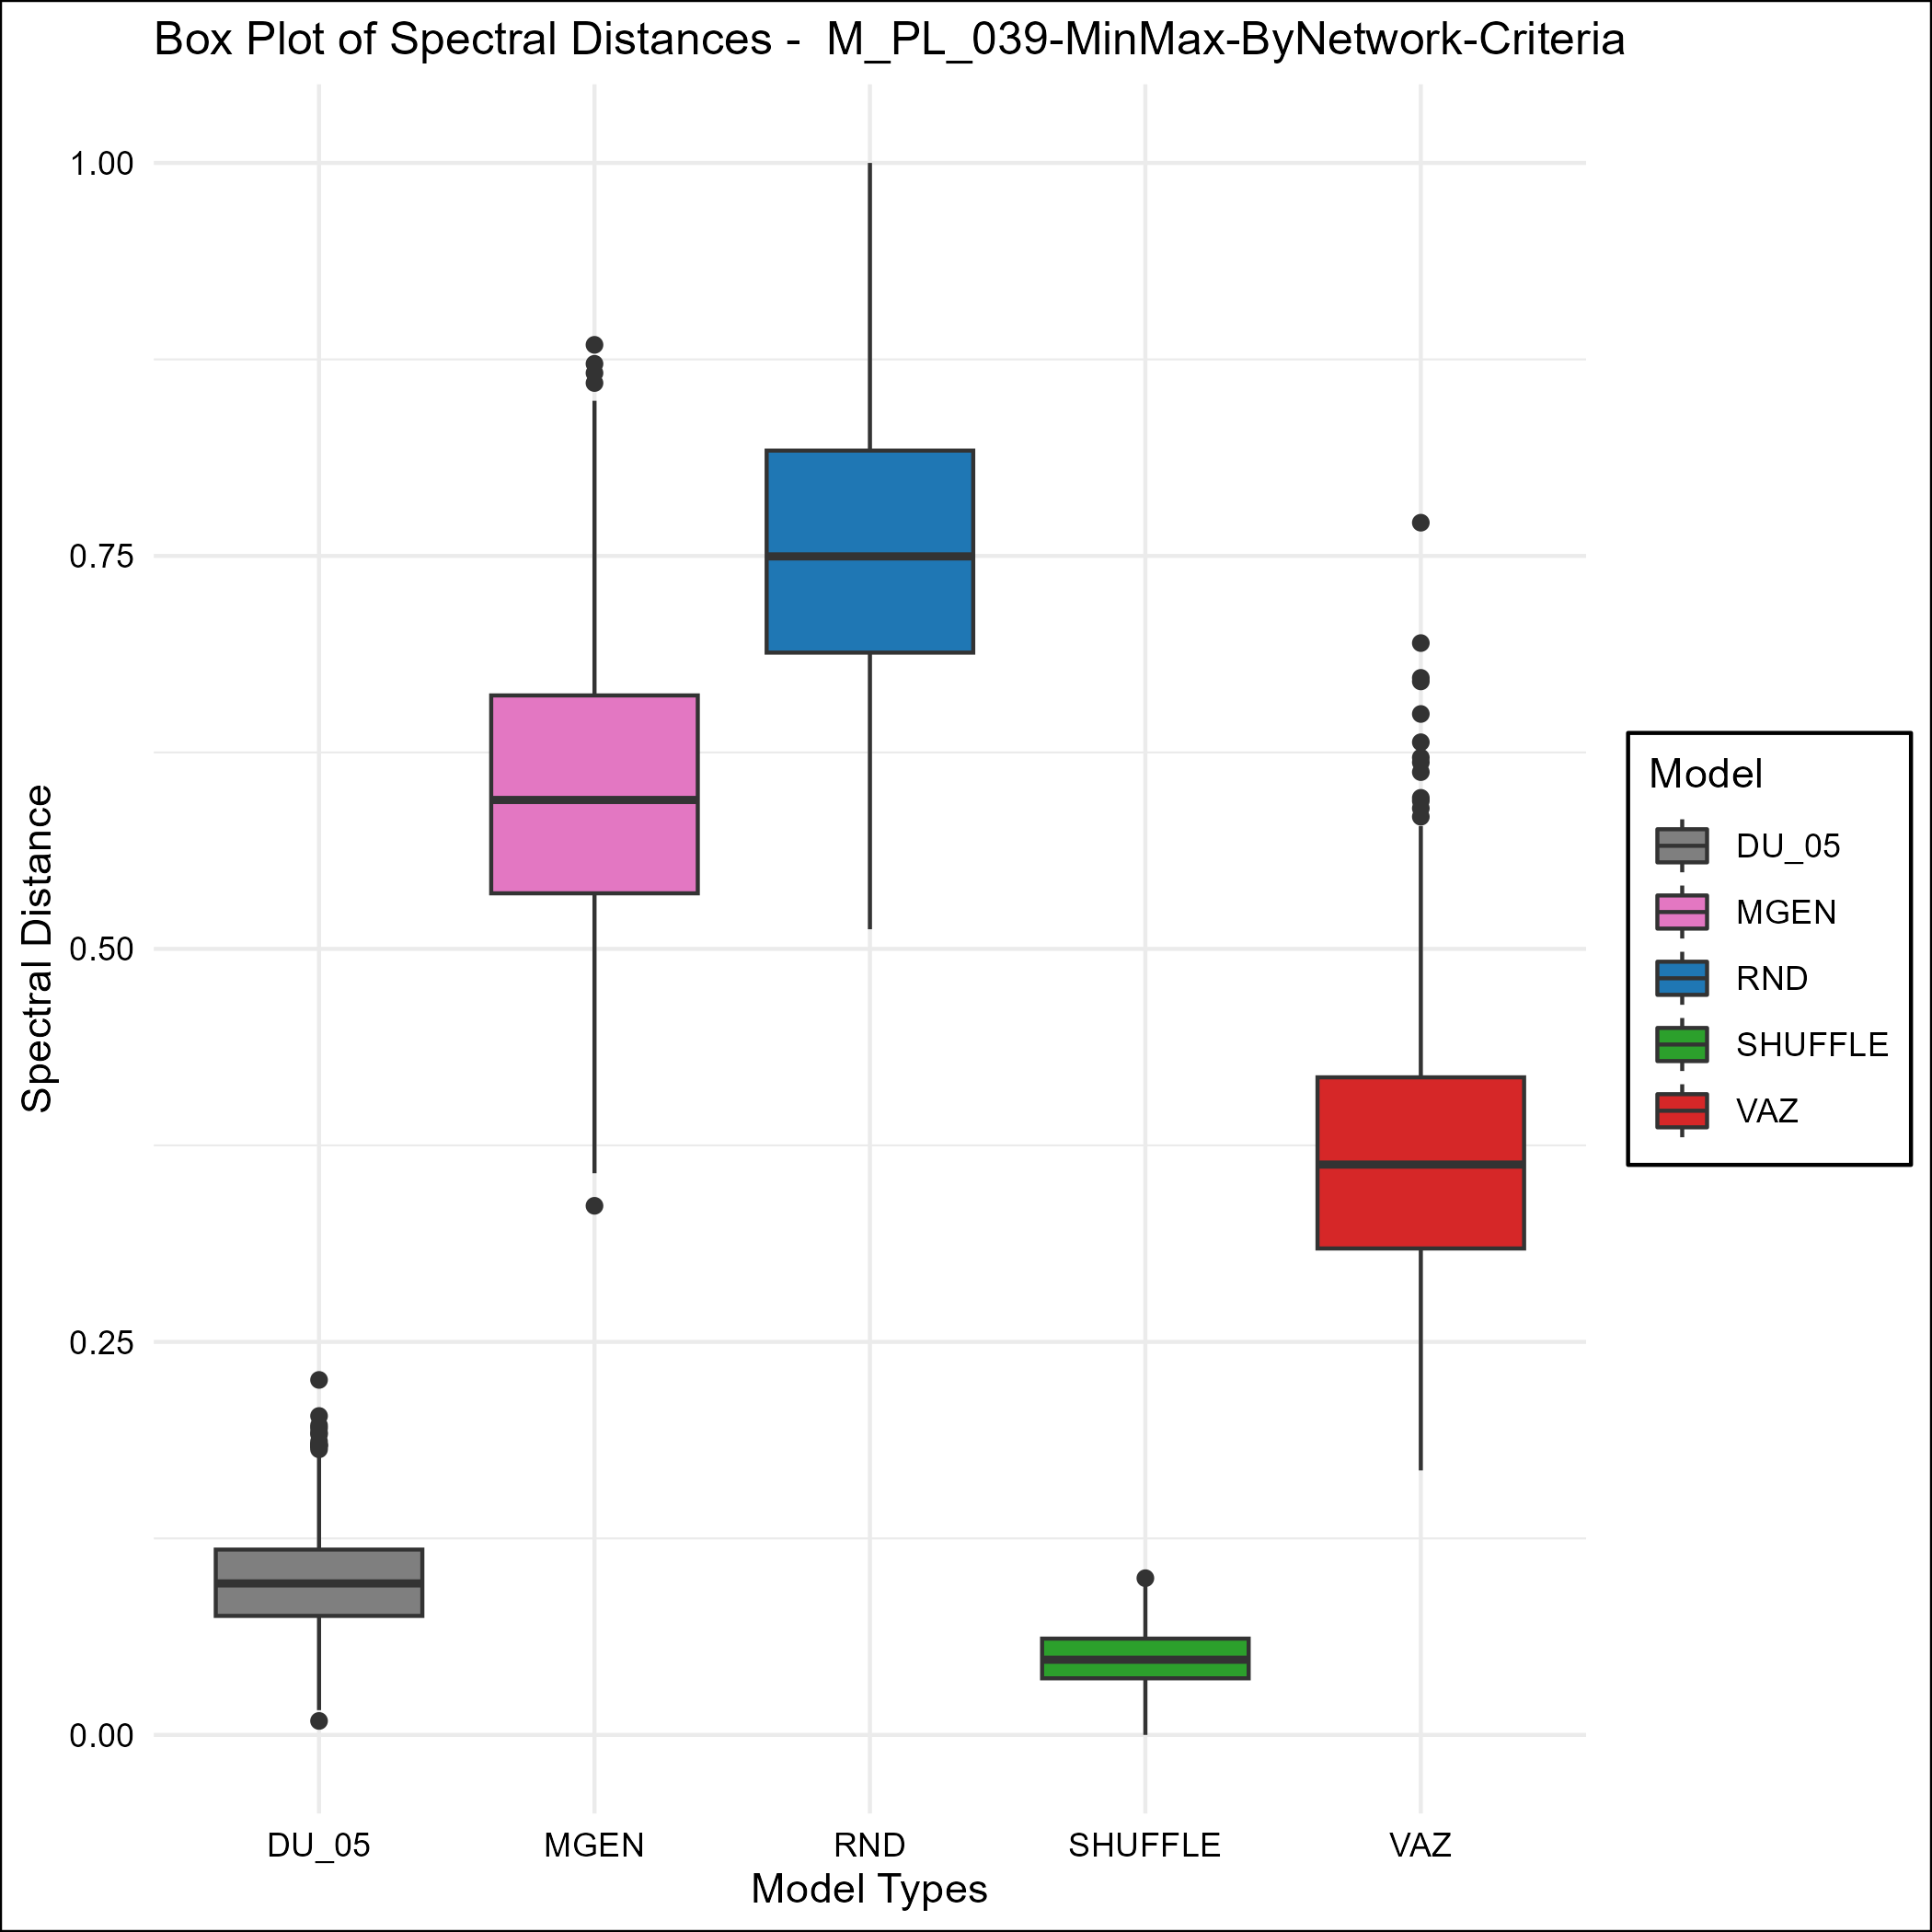 Box Plot of Spectral Distances -  M_PL_039-MinMax-ByNetwork-Criteria
Spectral Distance
1.00
0.75
0.50
0.25
0.00
DU_05
MGEN
RND
SHUFFLE
VAZ
Model Types
Model
DU_05
MGEN
RND
SHUFFLE
VAZ